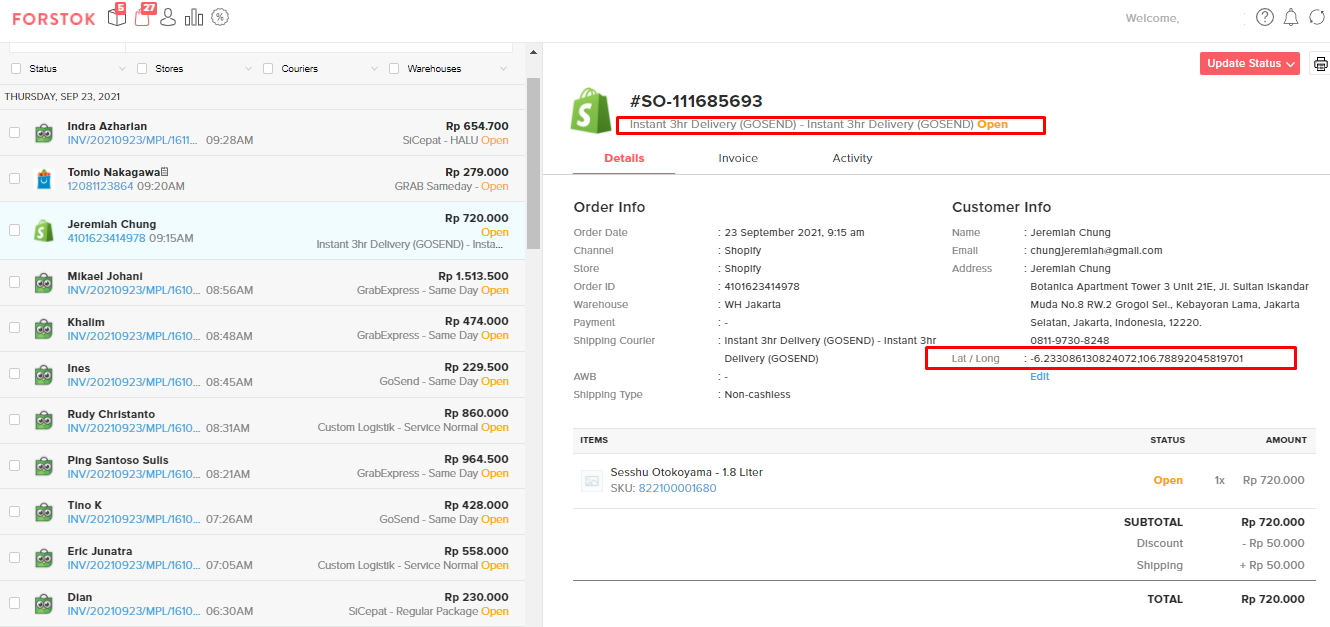 FORSTOK
5
27
Welcome,
Status
Stores
Couriers
Warehouses
THURSDAY, SEP 23, 2021
Indra Azharian
Rp 654.700
INV/20210923/MPL/1611... 09:28AM
SiCepat - HALU Open
Tomio Nakagawa
Rp 279.000
12081123864 09:20AM
GRAB Sameday - Open
Jeremiah Chung
Rp 720.000
4101623414978 09:15AM
Open
Instant 3hr Delivery (GOSEND) - Insta...
Mikael Johani
Rp 1.513.500
INV/20210923/MPL/1610... 08:56AM
GrabExpress - Same Day Open
Khalim
Rp 474.000
INV/20210923/MPL/1610... 08:48AM
GrabExpress - Same Day Open
Ines
Rp 229.500
INV/20210923/MPL/1610... 08:45AM
GoSend - Same Day Open
Rudy Christanto
Rp 860.000
INV/20210923/MPL/1610... 08:31AM
Custom Logistik - Service Normal Open
Ping Santoso Sulis
Rp 964.500
INV/20210923/MPL/1610... 08:21AM
GrabExpress - Same Day Open
Tino K
Rp 428.000
INV/20210923/MPL/1610... 07:26AM
GoSend - Same Day Open
Eric Junatra
Rp 558.000
INV/20210923/MPL/1610... 07:05AM
Custom Logistik - Service Normal Open
Dian
Rp 230.000
INV/20210923/MPL/1610... 06:30AM
SiCepat - Regular Package Open
Update Status
#SO-111685693
Instant 3hr Delivery (GOSEND) - Instant 3hr Delivery (GOSEND) Open
Details
Invoice
Activity
Order Info
Order Date : 23 September 2021, 9:15 am
Channel : Shopify
Store : Shopify
Order ID : 4101623414978
Warehouse : WH Jakarta
Payment : -
Shipping Courier : Instant 3hr Delivery (GOSEND) - Instant 3hr
Delivery (GOSEND)
AWB : -
Shipping Type : Non-cashless
Customer Info
Name : Jeremiah Chung
Email : chungjeremiah@gmail.com
Address : Jeremiah Chung
Botanica Apartment Tower 3 Unit 21E, Jl. Sultan Iskandar
Muda No.8 RW.2 Grogol Sel., Kebayoran Lama, Jakarta
Selatan, Jakarta, Indonesia, 12220.
0811-9730-8248
Lat / Long : -6.233086130824072,106.78892045819701
Edit
ITEMS
STATUS
AMOUNT
Sesshu Otokoyama - 1.8 Liter
SKU: 822100001680
Open
1x
Rp 720.000
SUBTOTAL Rp 720.000
Discount - Rp 50.000
Shipping + Rp 50.000
TOTAL Rp 720.000